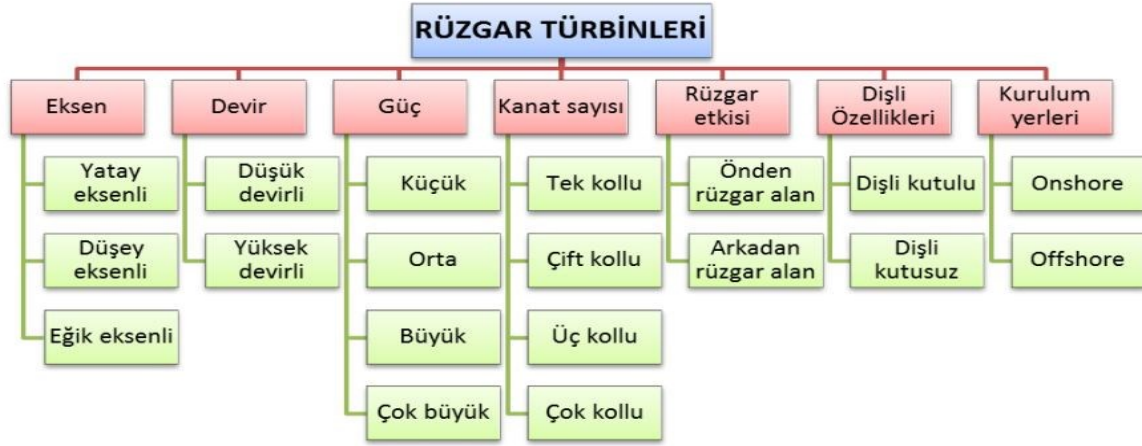 RÜZGAR TÜRBİNLERİ
Eksen
Devir
Güç
Kanat sayısı
Rüzgar
etkisi
Dişli
Özellikleri
Kurulum
yerleri
Yatay
eksenli
Düşey
eksenli
Eğik eksenli
Düşük
devirli
Yüksek
devirli
Küçük
Orta
Büyük
Çok büyük
Tek kollu
Çift kollu
Üç kollu
Çok kollu
Önden
rüzgar alan
Arkadan
rüzgar alan
Dişli kutulu
Dişli
kutusuz
Onshore
Offshore